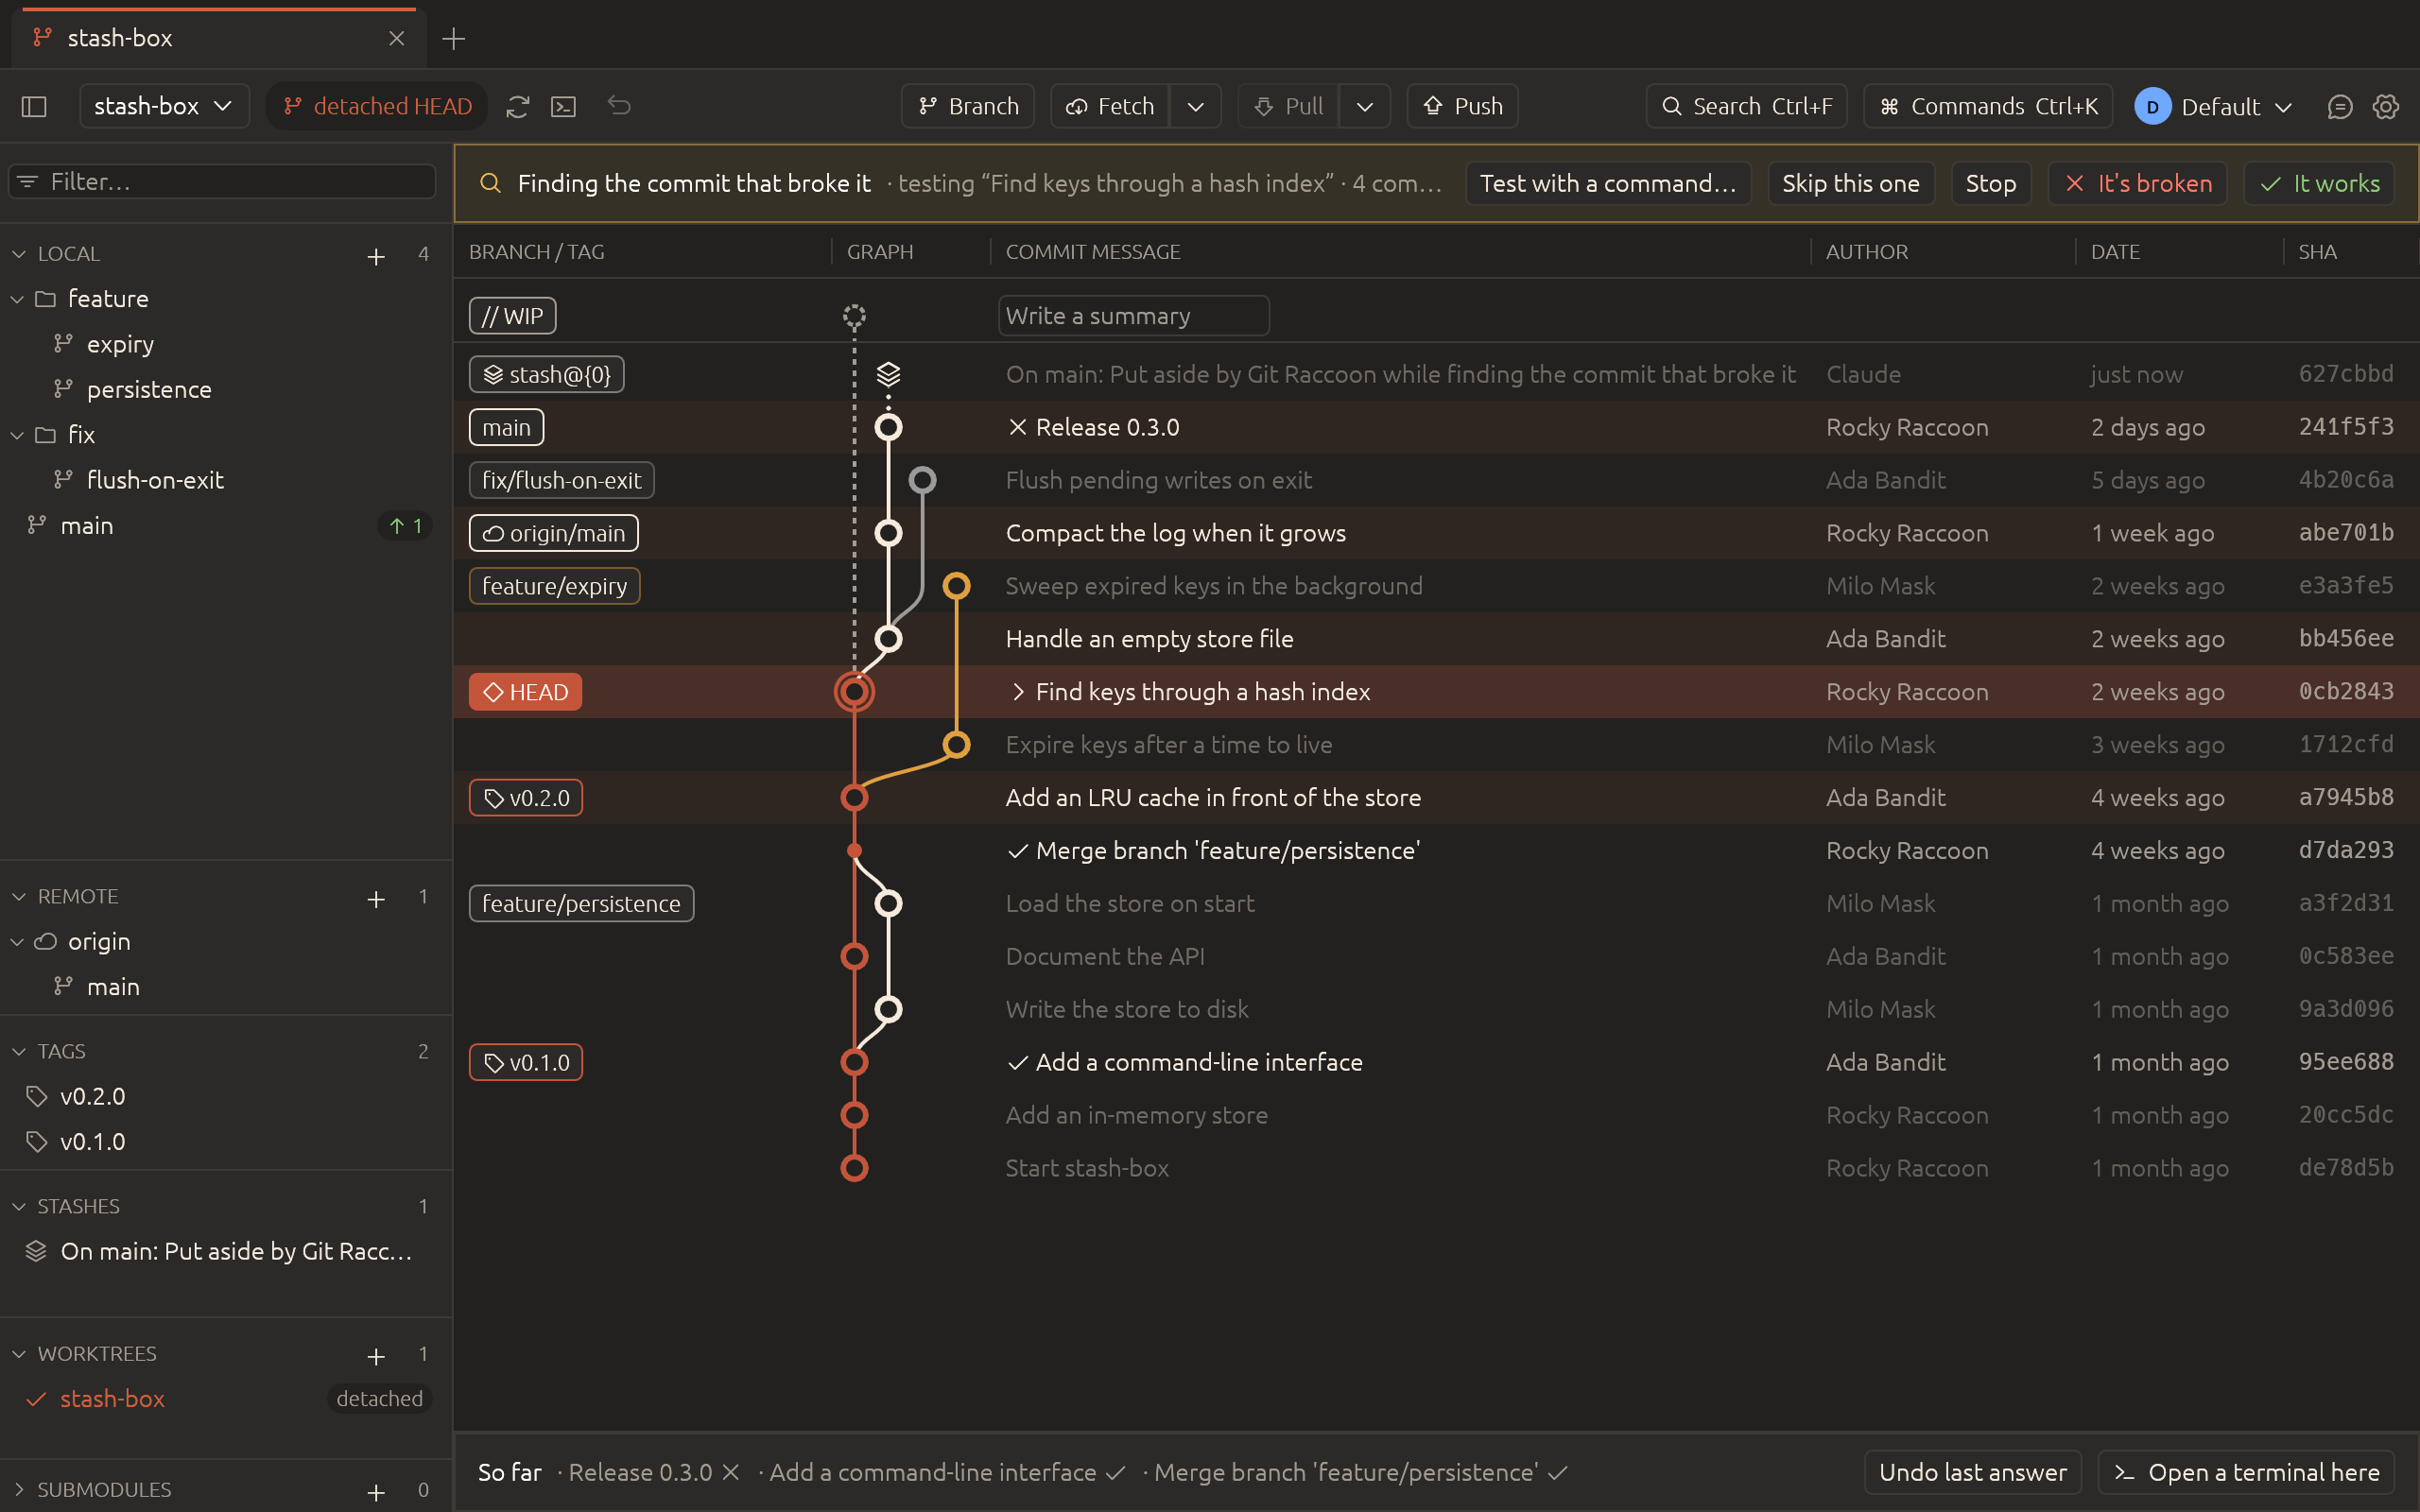 stash-box
stash-box
detached HEAD
Branch
Fetch
Pull
Push
Search Ctrl+F
Commands Ctrl+K
D
Default
Filter…
Finding the commit that broke it · testing “Find keys through a hash index” · 4 com…
Test with a command…
Skip this one
Stop
It's broken
It works
LOCAL 4
feature
expiry
persistence
fix
flush-on-exit
main ↑ 1
REMOTE 1
origin
main
TAGS 2
v0.2.0
v0.1.0
STASHES 1
On main: Put aside by Git Racc…
WORKTREES 1
stash-box detached
SUBMODULES 0
BRANCH / TAG GRAPH COMMIT MESSAGE AUTHOR DATE SHA
// WIP Write a summary
stash@{0} On main: Put aside by Git Raccoon while finding the commit that broke it Claude just now 627cbbd
main Release 0.3.0 Rocky Raccoon 2 days ago 241f5f3
fix/flush-on-exit Flush pending writes on exit Ada Bandit 5 days ago 4b20c6a
origin/main Compact the log when it grows Rocky Raccoon 1 week ago abe701b
feature/expiry Sweep expired keys in the background Milo Mask 2 weeks ago e3a3fe5
Handle an empty store file Ada Bandit 2 weeks ago bb456ee
HEAD Find keys through a hash index Rocky Raccoon 2 weeks ago 0cb2843
Expire keys after a time to live Milo Mask 3 weeks ago 1712cfd
v0.2.0 Add an LRU cache in front of the store Ada Bandit 4 weeks ago a7945b8
Merge branch 'feature/persistence' Rocky Raccoon 4 weeks ago d7da293
feature/persistence Load the store on start Milo Mask 1 month ago a3f2d31
Document the API Ada Bandit 1 month ago 0c583ee
Write the store to disk Milo Mask 1 month ago 9a3d096
v0.1.0 Add a command-line interface Ada Bandit 1 month ago 95ee688
Add an in-memory store Rocky Raccoon 1 month ago 20cc5dc
Start stash-box Rocky Raccoon 1 month ago de78d5b
So far · Release 0.3.0 · Add a command-line interface · Merge branch 'feature/persistence'
Undo last answer
Open a terminal here